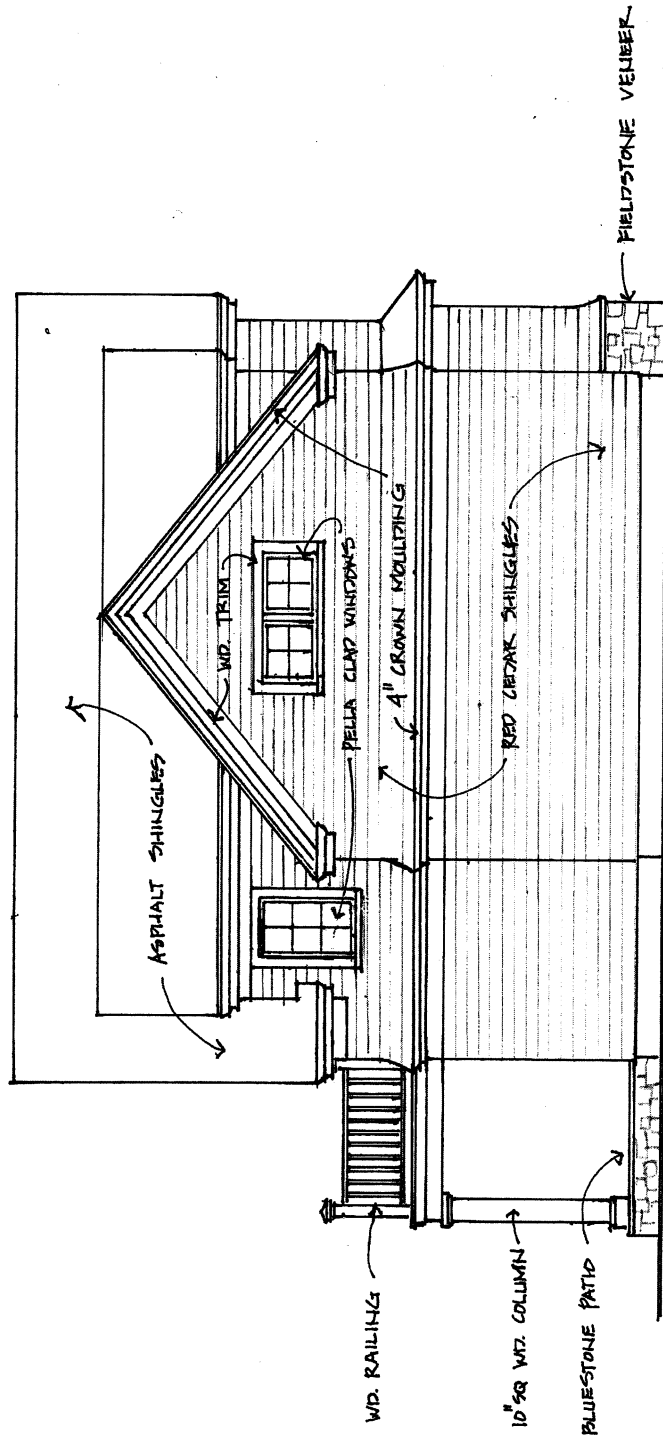 ASPHALT SHINGLES
WD. TRIM
PELLA CLAD WINDOWS
4" CROWN MOULDING
RED CEDAR SHINGLES
FIELDSTONE VENEER
WD. RAILING
10" SQ WD. COLUMN
BLUESTONE PATIO